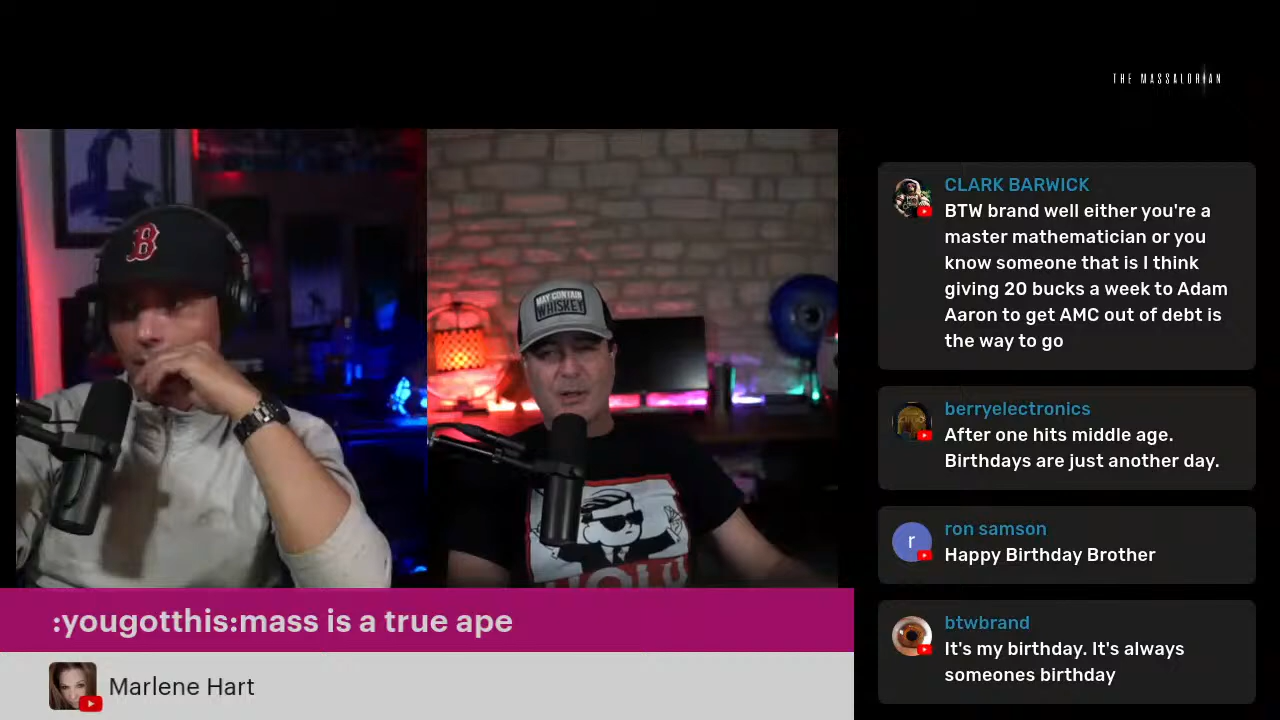 THE MASSALORIAN
B
MAY CONTAIN
WHISKEY
CLARK BARWICK
BTW brand well either you're a
master mathematician or you
know someone that is I think
giving 20 bucks a week to Adam
Aaron to get AMC out of debt is
the way to go
berryelectronics
After one hits middle age.
Birthdays are just another day.
r
ron samson
Happy Birthday Brother
btwbrand
It's my birthday. It's always
someones birthday
:yougotthis:mass is a true ape
Marlene Hart